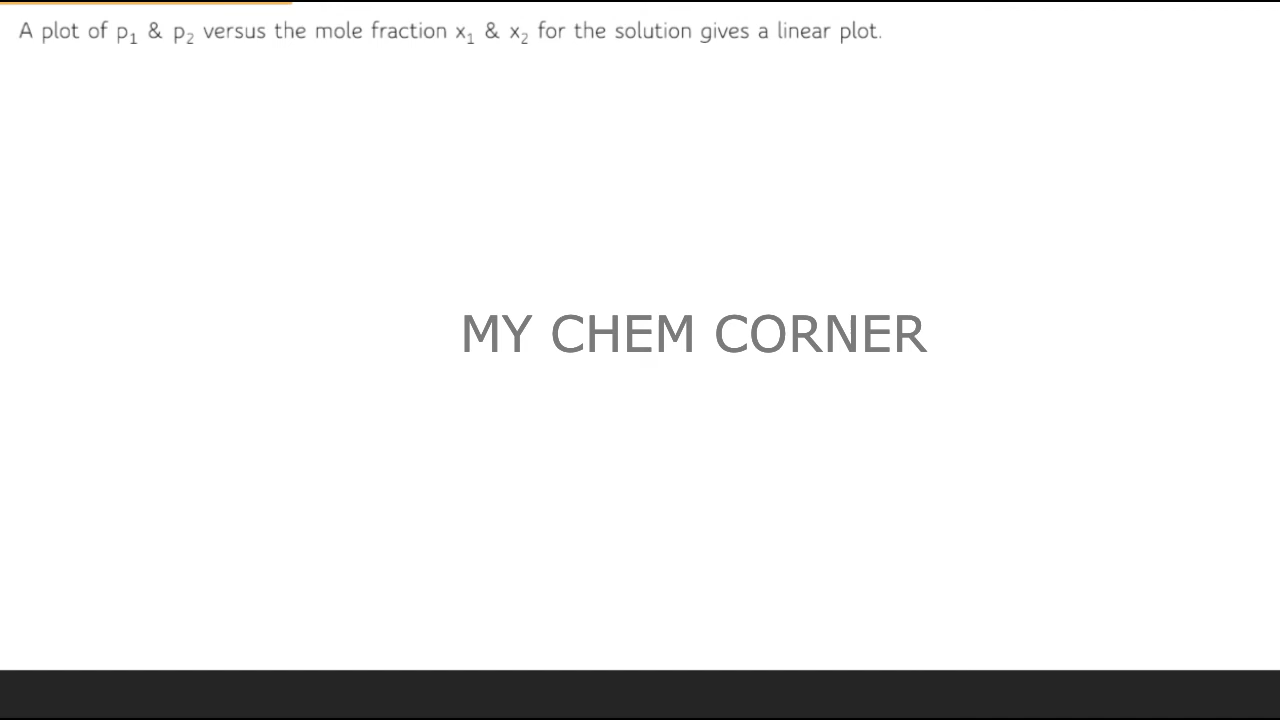 A plot of p₁ & p₂ versus the mole fraction x₁ & x₂ for the solution gives a linear plot.
MY CHEM CORNER